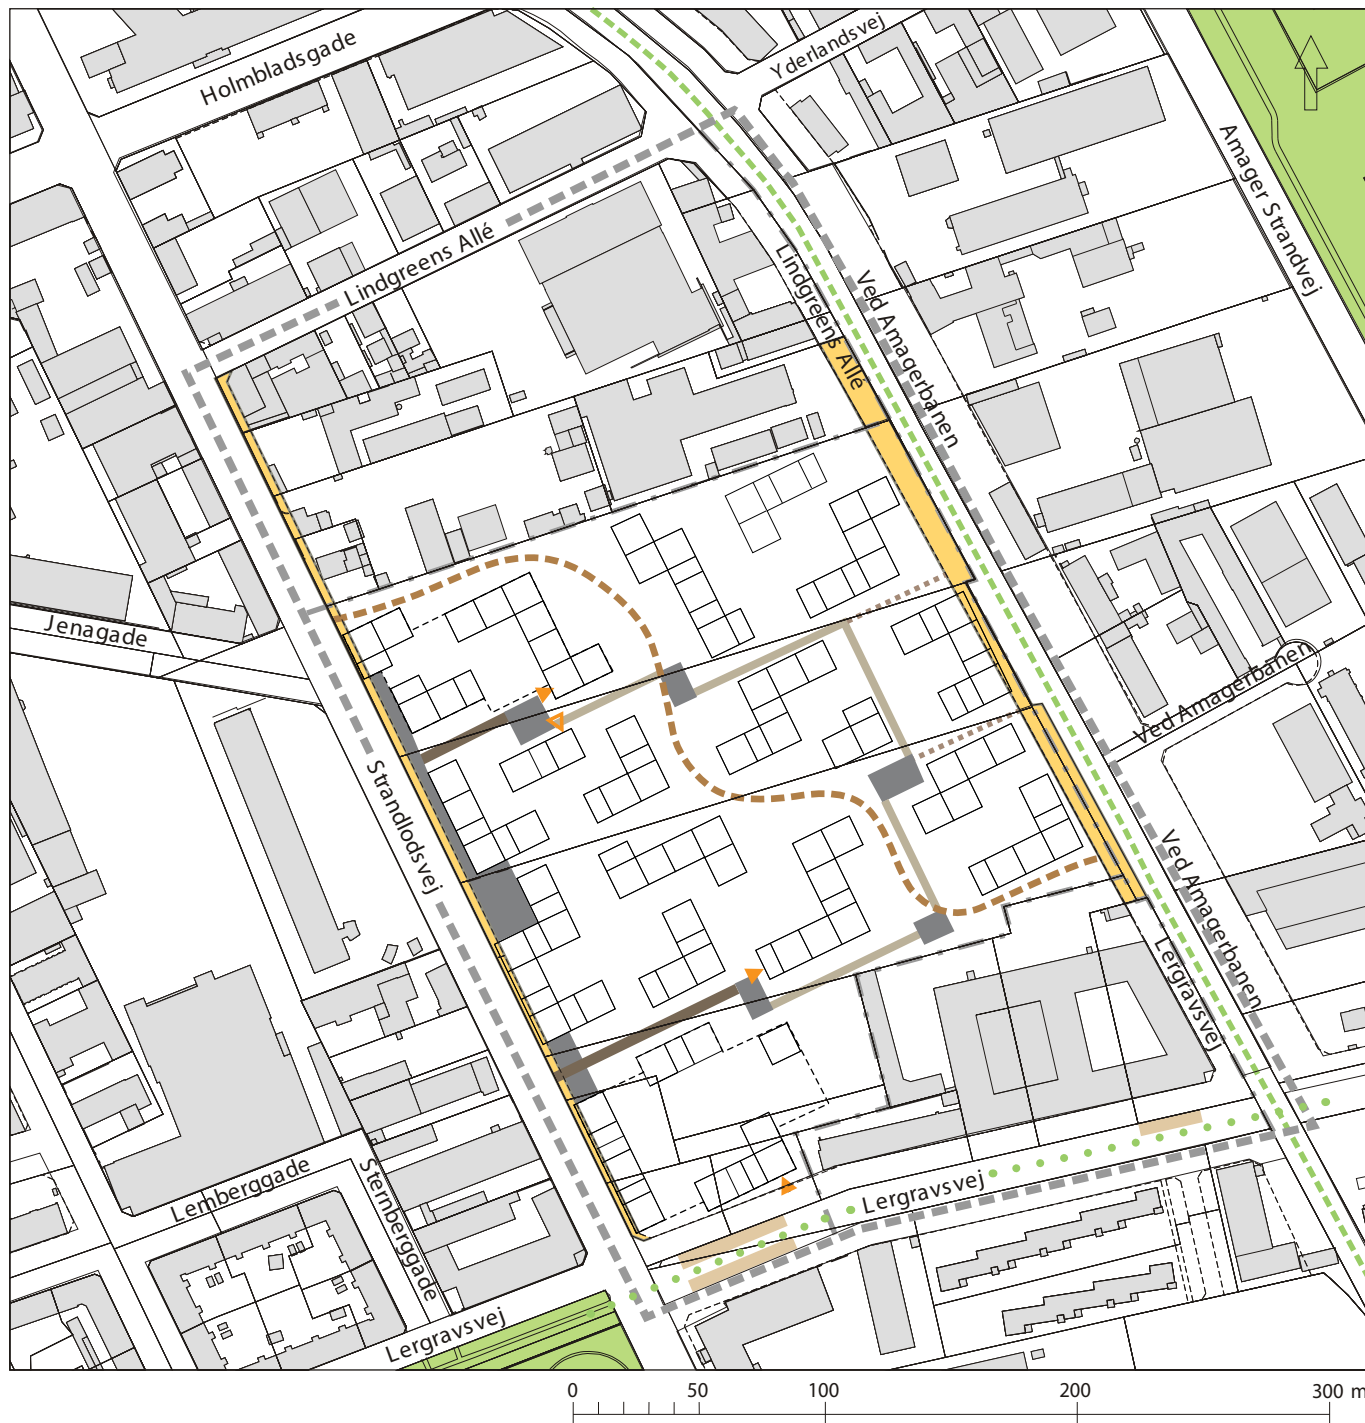 Holmbladsgade
Yderlandsvej
Amager Strandvej
Lindgreens Allé
Lindgreens Allé
Ved Amagerbanen
Jenagade
Ved Amagerbanen
Strandlodsvej
Ved Amagerbanen
Lergravsvej
Lemberggade
Sternberggade
Lergravsvej
Lergravsvej
0 50 100 200 300 m